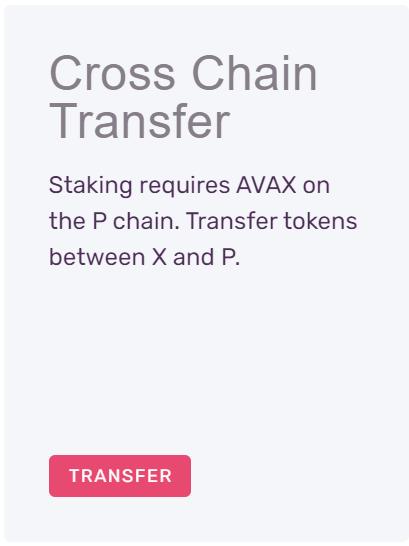 Cross Chain
Transfer
Staking requires AVAX on
the P chain. Transfer tokens
between X and P.
TRANSFER